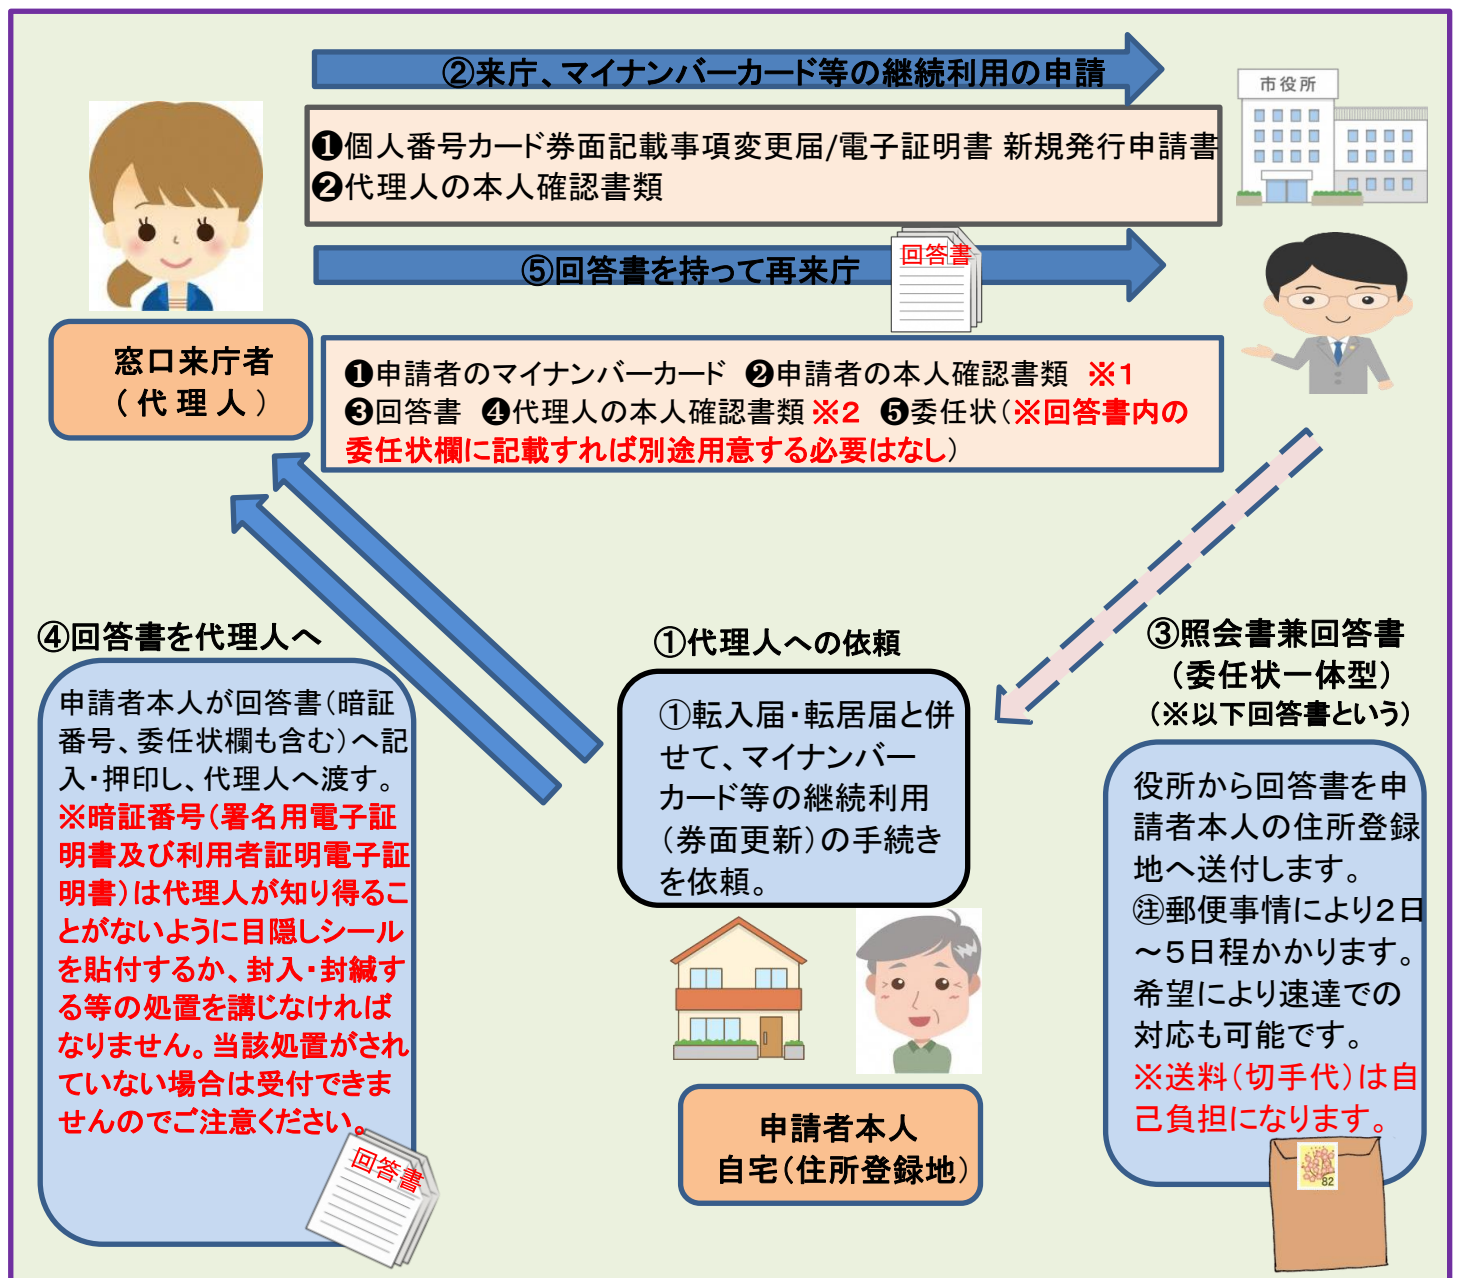 ②来庁、マイナンバーカード等の継続利用の申請
市役所
❶個人番号カード券面記載事項変更届/電子証明書 新規発行申請書
❷代理人の本人確認書類
⑤回答書を持って再来庁
回答書
窓口来庁者
(代理人)
❶申請者のマイナンバーカード ❷申請者の本人確認書類 ※1
❸回答書 ❹代理人の本人確認書類 ※2 ❺委任状(※回答書内の
委任状欄に記載すれば別途用意する必要はなし)
④回答書を代理人へ
申請者本人が回答書(暗証
番号、委任状欄も含む)へ記
入・押印し、代理人へ渡す。
※暗証番号(署名用電子証
明書及び利用者証明電子証
明書)は代理人が知り得るこ
とがないように目隠しシール
を貼付するか、封入・封緘す
る等の処置を講じなければ
なりません。当該処置がされ
ていない場合は受付できま
せんのでご注意ください。
回答書
①代理人への依頼
①転入届・転居届と併
せて、マイナンバー
カード等の継続利用
(券面更新)の手続き
を依頼。
申請者本人
自宅(住所登録地)
③照会書兼回答書
(委任状一体型)
(※以下回答書という)
役所から回答書を申
請者本人の住所登録
地へ送付します。
㊟郵便事情により2日
~5日程かかります。
希望により速達での
対応も可能です。
※送料(切手代)は自
己負担になります。
82